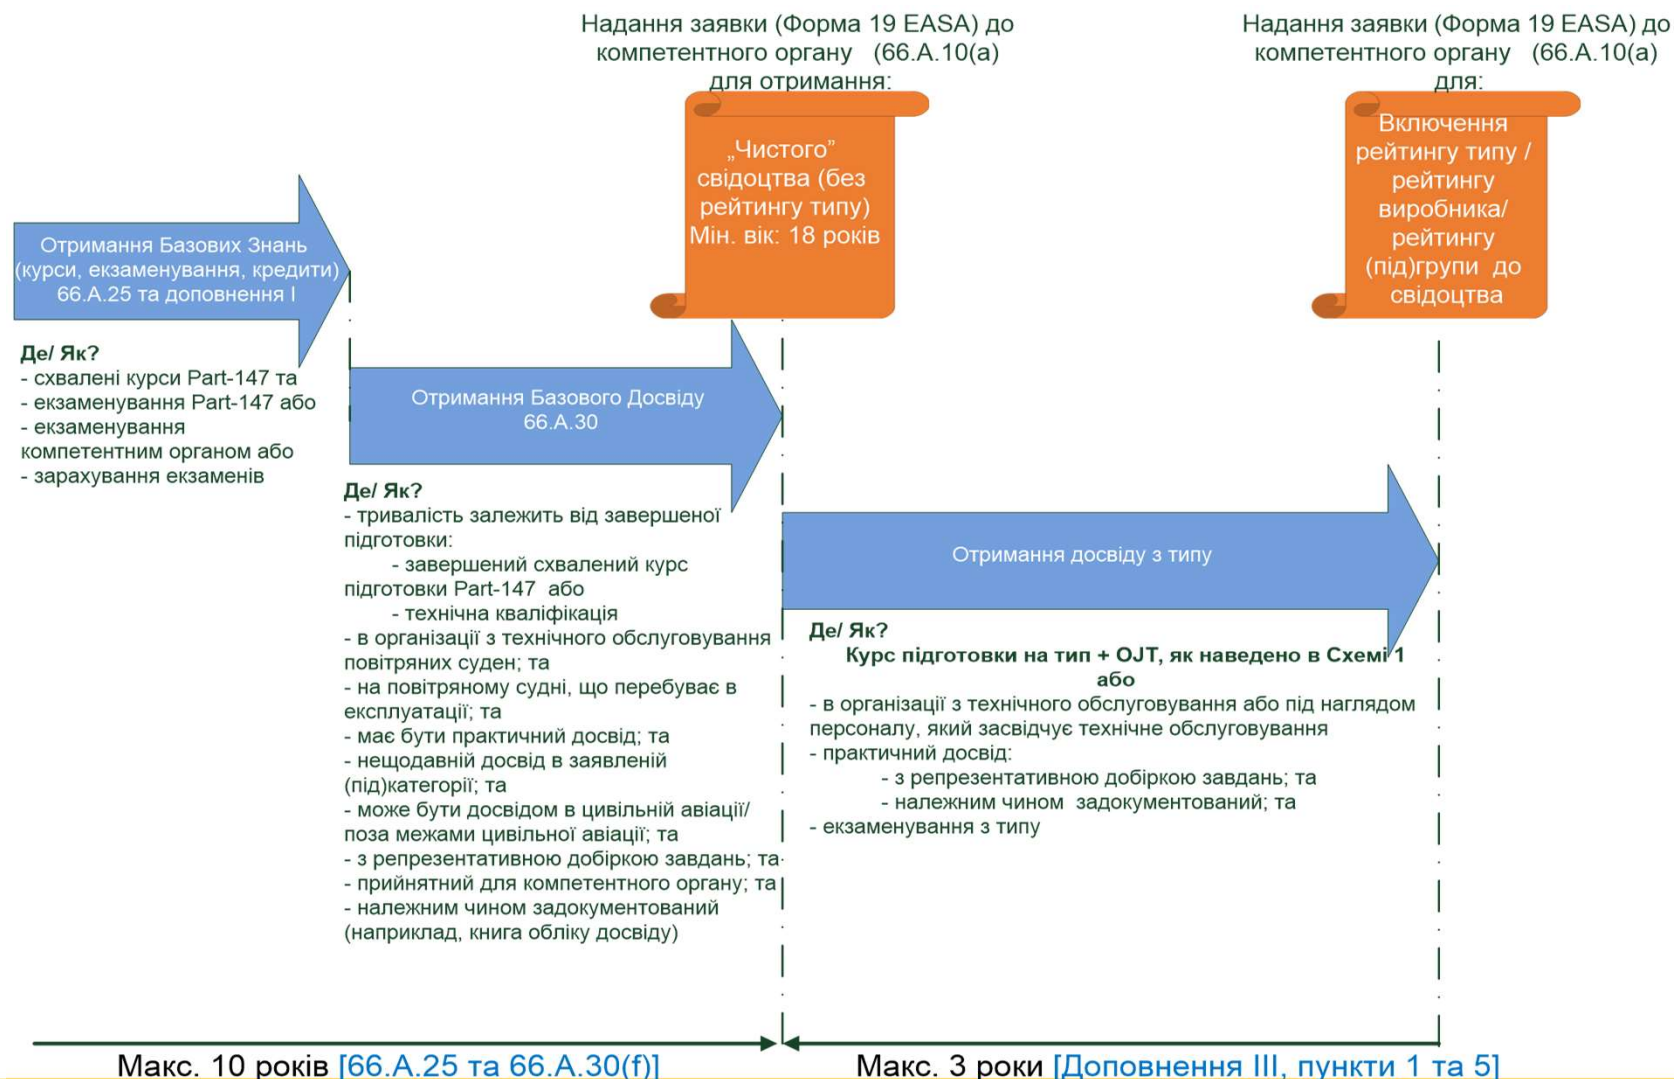 Надання заявки (Форма 19 EASA) до
компетентного органу (66.A.10(a)
для отримання:
Надання заявки (Форма 19 EASA) до
компетентного органу (66.A.10(a)
для:
„Чистого”
свідоцтва (без
рейтингу типу)
Мін. вік: 18 років
Включення
рейтингу типу /
рейтингу
виробника/
рейтингу
(під)групи до
свідоцтва
Отримання Базових Знань
(курси, екзаменування, кредити)
66.A.25 та доповнення I
Де/ Як?
- схвалені курси Part-147 та
- екзаменування Part-147 або
- екзаменування
компетентним органом або
- зарахування екзаменів
Отримання Базового Досвіду
66.A.30
Де/ Як?
- тривалість залежить від завершеної
підготовки:
- завершений схвалений курс
підготовки Part-147 або
- технічна кваліфікація
- в організації з технічного обслуговування
повітряних суден; та
- на повітряному судні, що перебуває в
експлуатації; та
- має бути практичний досвід; та
- нещодавній досвід в заявленій
(під)категорії; та
- може бути досвідом в цивільній авіації/
поза межами цивільної авіації; та
- з репрезентативною добіркою завдань; та
- прийнятний для компетентного органу; та
- належним чином задокументований
(наприклад, книга обліку досвіду)
Отримання досвіду з типу
Де/ Як?
Курс підготовки на тип + OJT, як наведено в Схемі 1
або
- в організації з технічного обслуговування або під наглядом
персоналу, який засвідчує технічне обслуговування
- практичний досвід:
- з репрезентативною добіркою завдань; та
- належним чином задокументований; та
- екзаменування з типу
Макс. 10 років [66.A.25 та 66.A.30(f)]
Макс. 3 роки [Доповнення III, пункти 1 та 5]